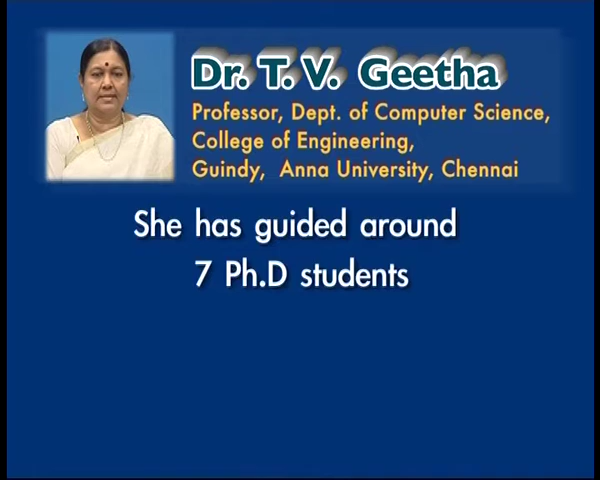 Dr. T. V. Geetha
Professor, Dept. of Computer Science,
College of Engineering,
Guindy, Anna University, Chennai
She has guided around
7 Ph.D students